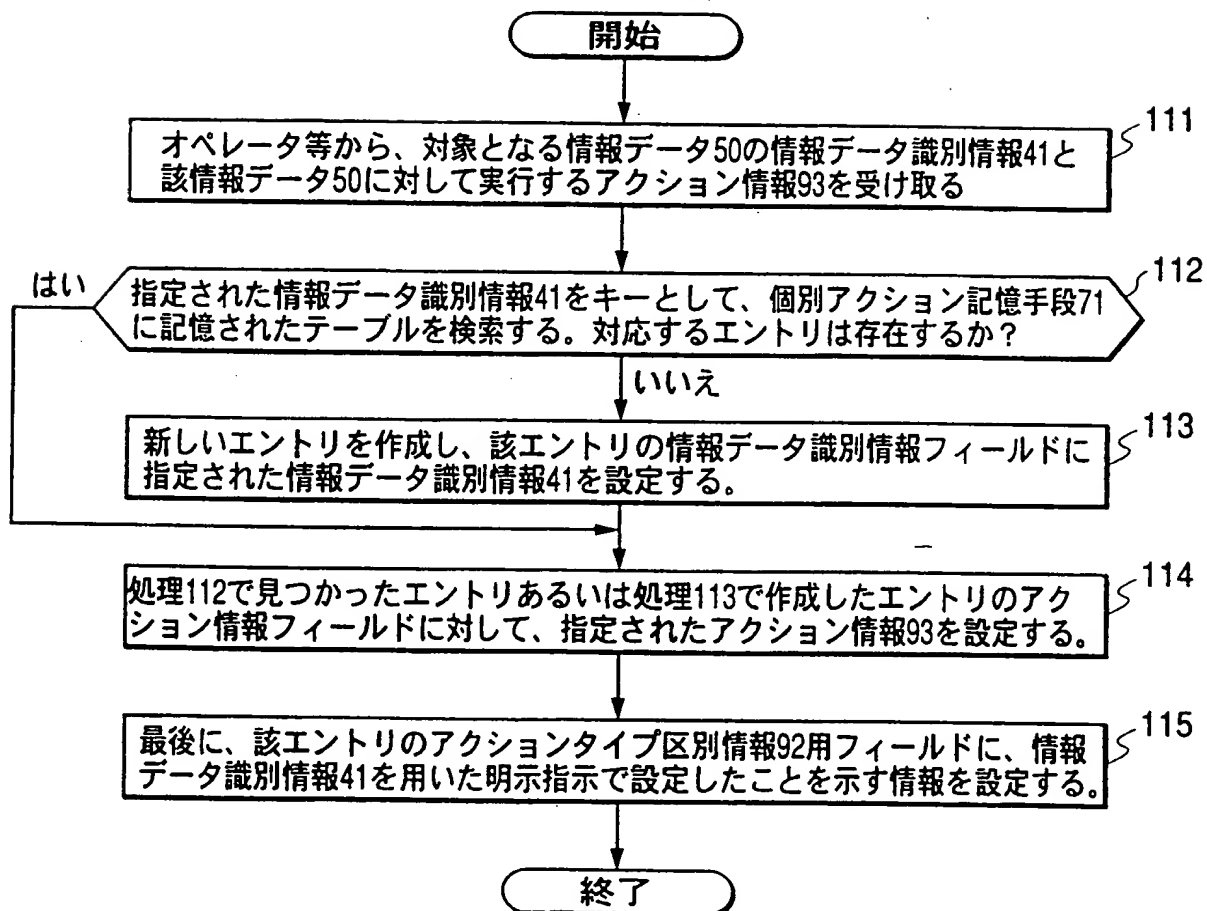 開始
111
オペレータ等から、対象となる情報データ50の情報データ識別情報41と
該情報データ50に対して実行するアクション情報93を受け取る
112
はい
指定された情報データ識別情報41をキーとして、個別アクション記憶手段71
に記憶されたテーブルを検索する。対応するエントリは存在するか？
いいえ
113
新しいエントリを作成し、該エントリの情報データ識別情報フィールドに
指定された情報データ識別情報41を設定する。
114
処理112で見つかったエントリあるいは処理113で作成したエントリのアク
ション情報フィールドに対して、指定されたアクション情報93を設定する。
115
最後に、該エントリのアクションタイプ区別情報92用フィールドに、情報
データ識別情報41を用いた明示指示で設定したことを示す情報を設定する。
終了